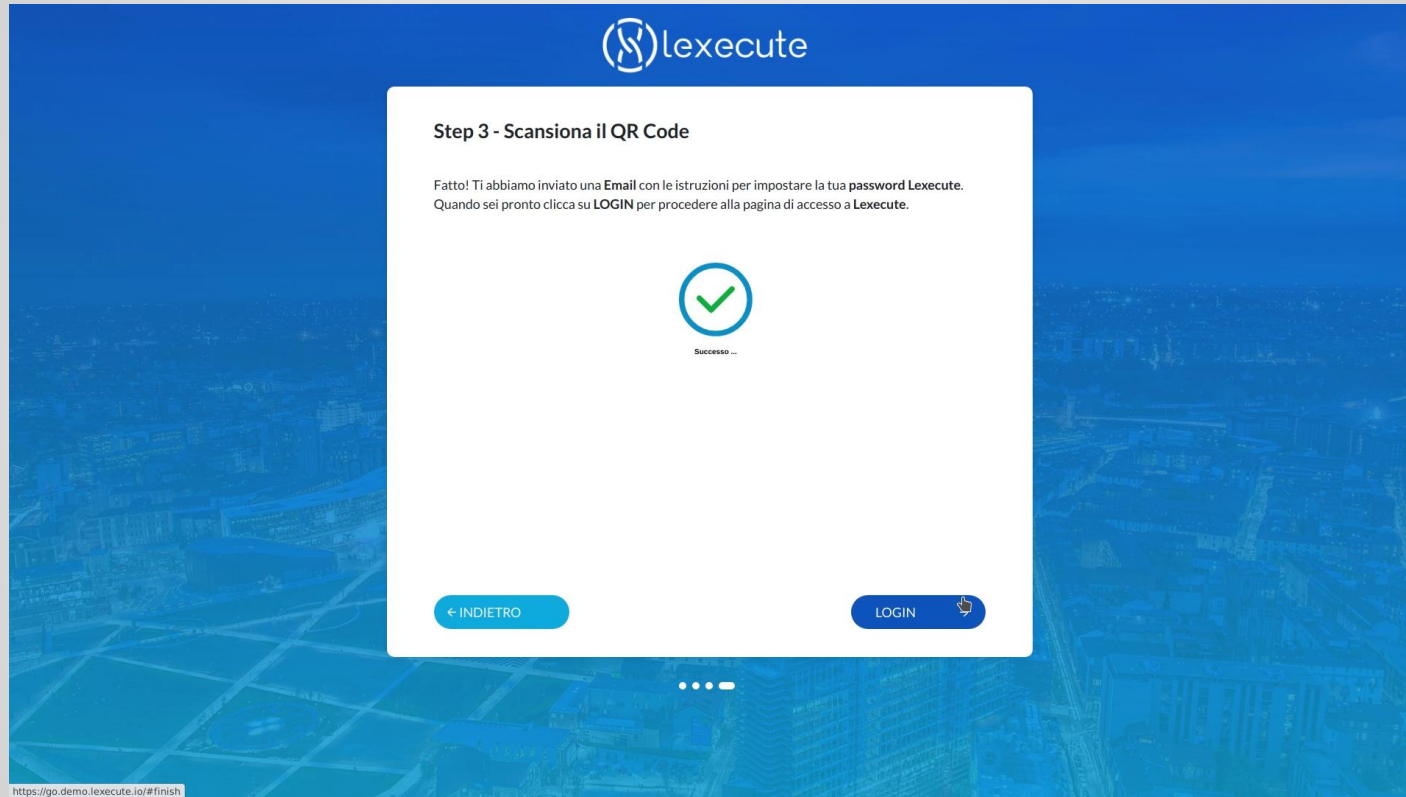 lexecute
Step 3 - Scansiona il QR Code
Fatto! Ti abbiamo inviato una Email con le istruzioni per impostare la tua password Lexecute.
Quando sei pronto clicca su LOGIN per procedere alla pagina di accesso a Lexecute.
Successo ...
← INDIETRO
LOGIN →
https://go.demo.lexecute.io/#finish